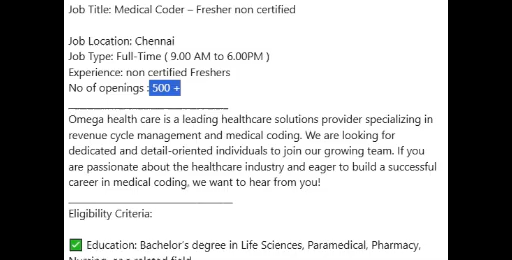 Job Title: Medical Coder – Fresher non certified
Job Location: Chennai
Job Type: Full-Time ( 9.00 AM to 6.00PM )
Experience: non certified Freshers
No of openings : 500 +
Omega health care is a leading healthcare solutions provider specializing in
revenue cycle management and medical coding. We are looking for
dedicated and detail-oriented individuals to join our growing team. If you
are passionate about the healthcare industry and eager to build a successful
career in medical coding, we want to hear from you!
Eligibility Criteria:
✅ Education: Bachelor's degree in Life Sciences, Paramedical, Pharmacy,
Nursing, or a related field